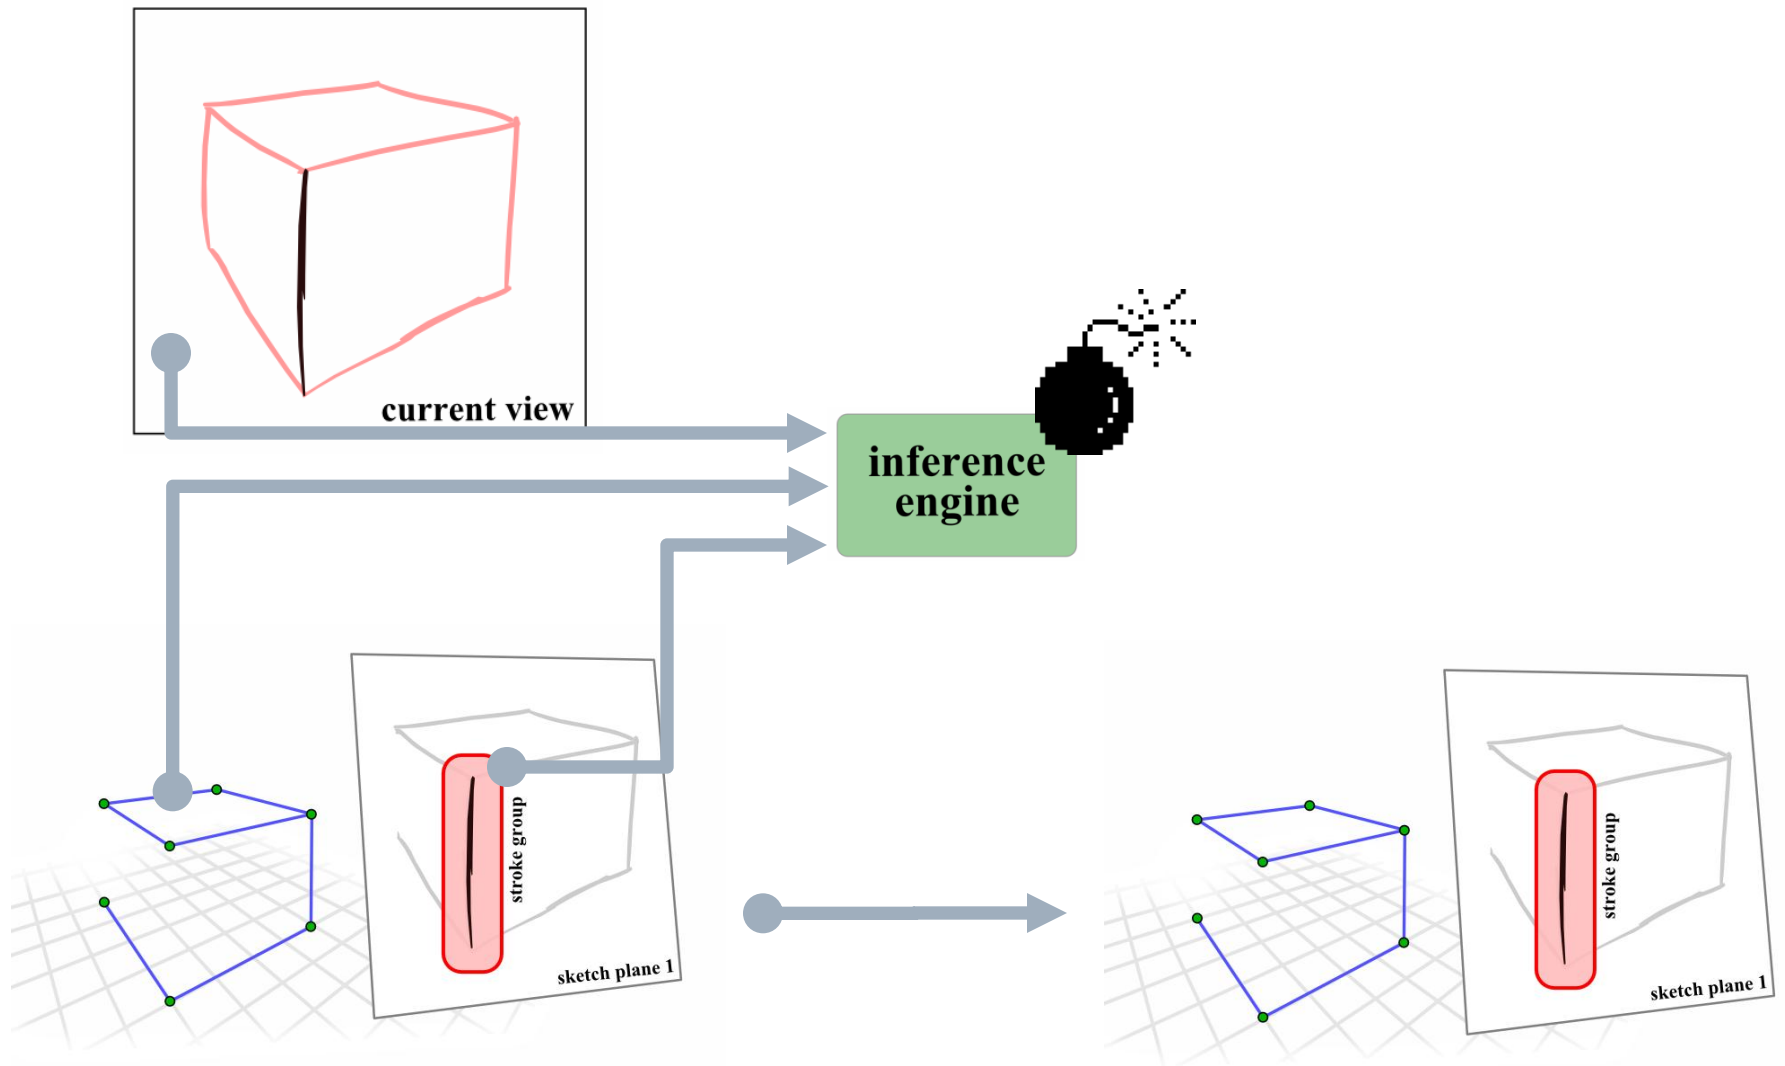 current view
inference
engine
stroke group
sketch plane 1
stroke group
sketch plane 1